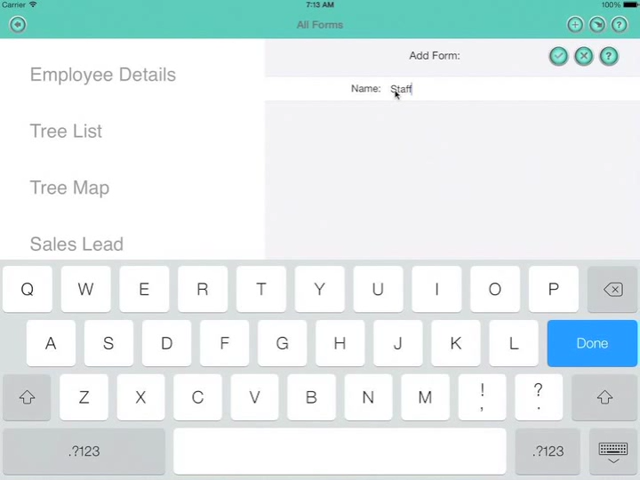 Carrier 7:13 AM 100%
All Forms
Add Form:
Name: Staff
Employee Details
Tree List
Tree Map
Sales Lead
Q W E R T Y U I O P
A S D F G H J K L Done
Z X C V B N M ! , ? .
.?123 .?123